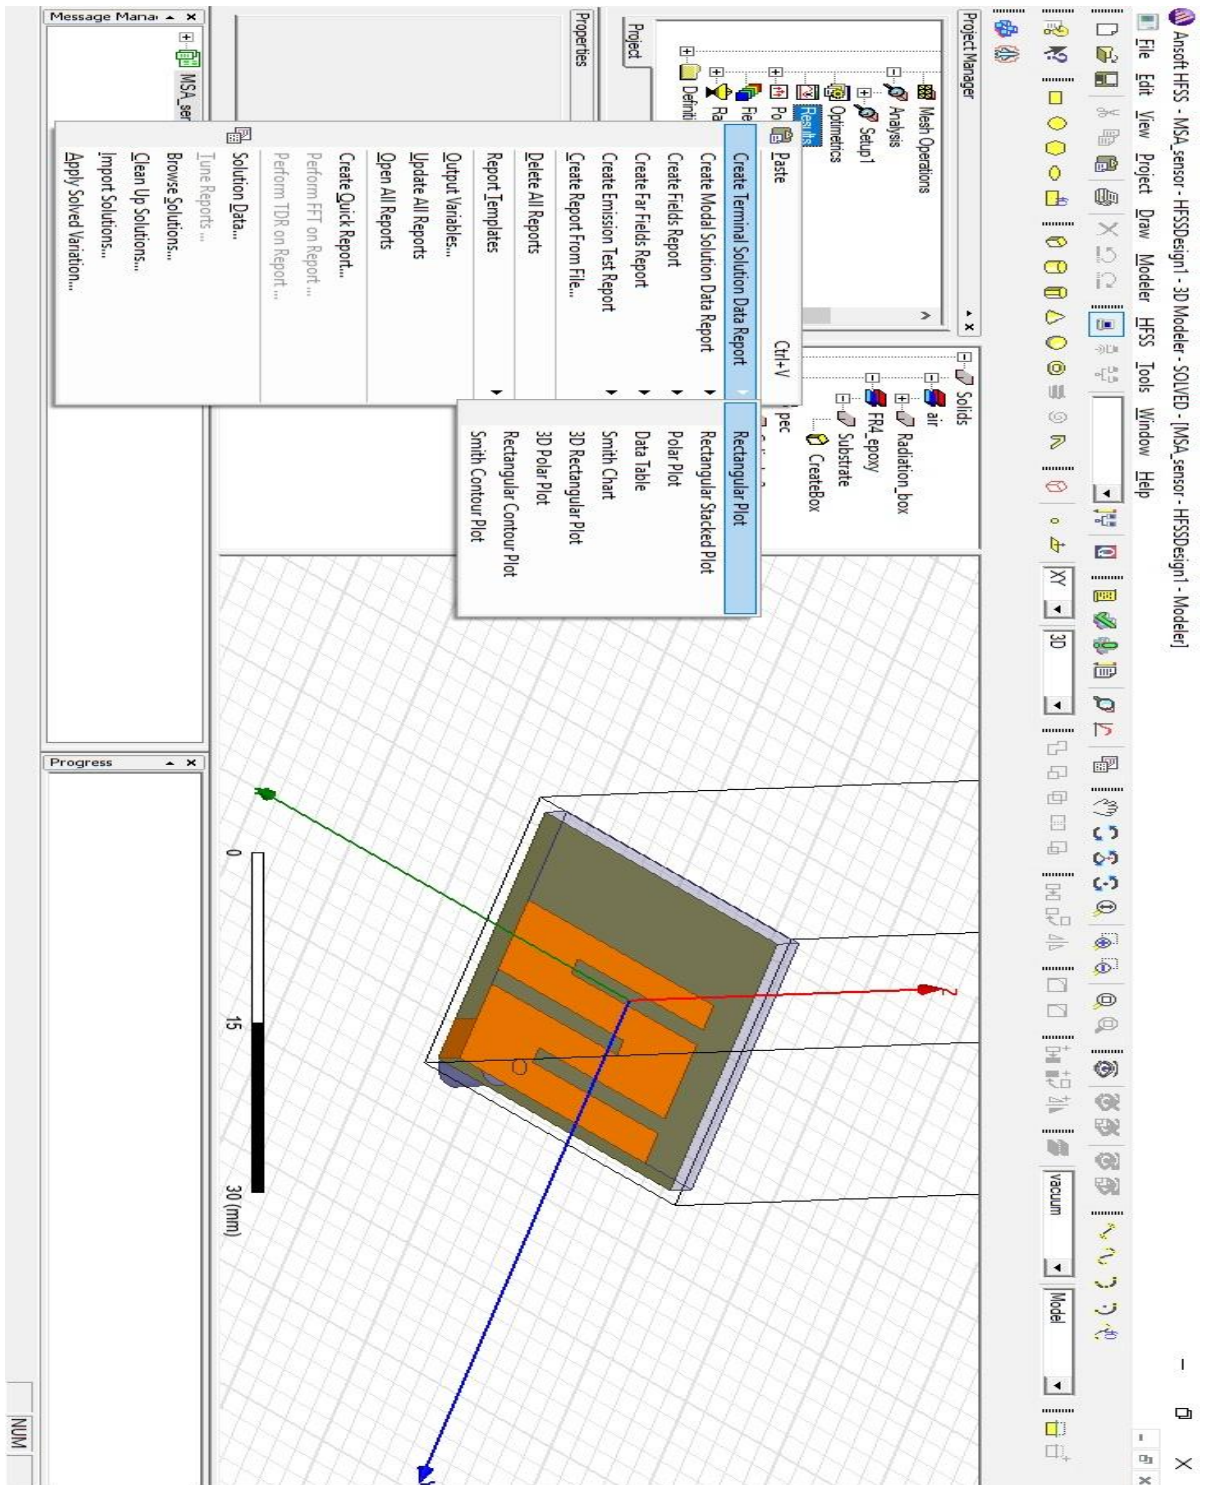 Ansoft HFSS - MSA_sensor - HFSSDesign1 - 3D Modeler - SOLVED - [MSA_sensor - HFSSDesign1 - Modeler]
File Edit View Project Draw Modeler HFSS Tools Window Help
XY 3D vacuum Model
Project Manager
Mesh Operations
Analysis
Setup1
Optimetrics
Results
Po
Fie
Ra
Definiti
Project
Properties
Solids
air
Radiation_box
FR4_epoxy
Substrate
CreateBox
pec
Paste Ctrl+V
Create Terminal Solution Data Report
Create Modal Solution Data Report
Create Fields Report
Create Far Fields Report
Create Emission Test Report
Create Report From File...
Delete All Reports
Report Templates
Output Variables...
Update All Reports
Open All Reports
Create Quick Report...
Perform FFT on Report ...
Perform TDR on Report ...
Solution Data...
Tune Reports ...
Browse Solutions...
Clean Up Solutions...
Import Solutions...
Apply Solved Variation...
Rectangular Plot
Rectangular Stacked Plot
Polar Plot
Data Table
Smith Chart
3D Rectangular Plot
3D Polar Plot
Rectangular Contour Plot
Smith Contour Plot
Z
0 15 30 (mm)
Message Mana
MSA_ser
Progress
NUM